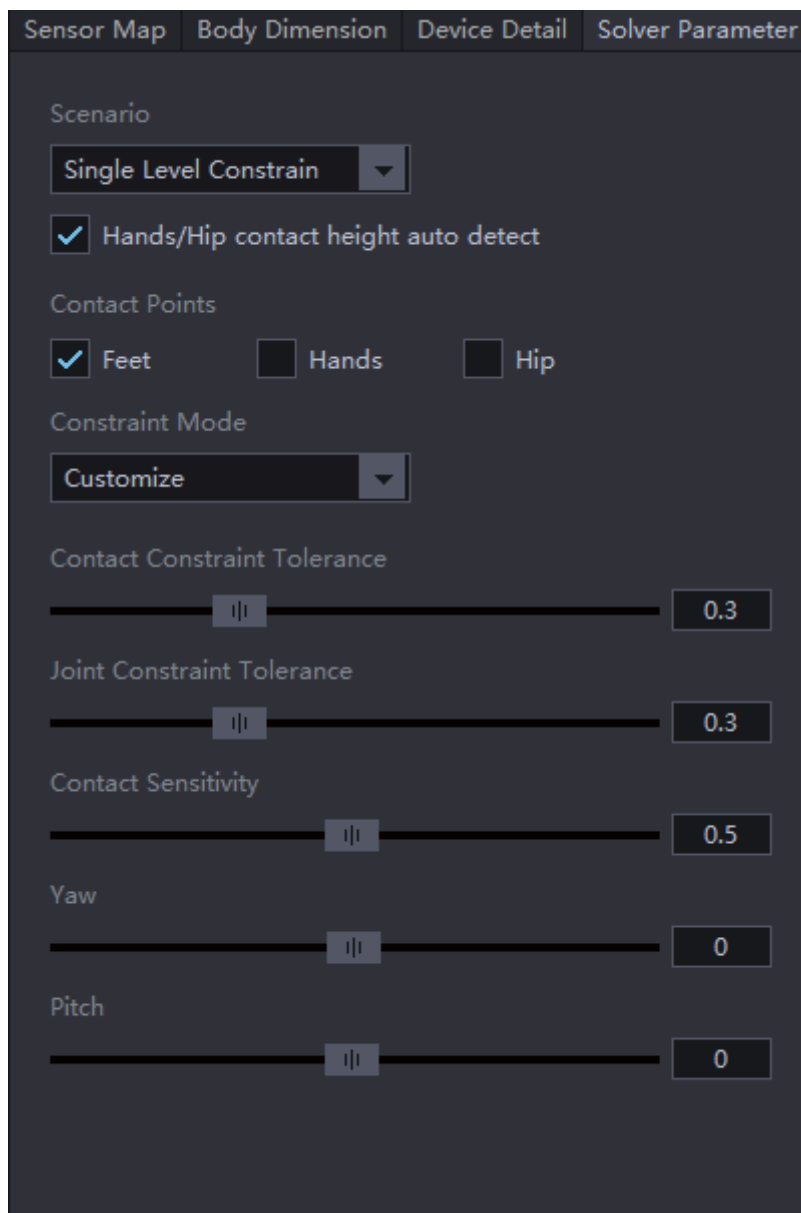 Sensor Map Body Dimension Device Detail Solver Parameter
Scenario
Single Level Constrain
Hands/Hip contact height auto detect
Contact Points
Feet Hands Hip
Constraint Mode
Customize
Contact Constraint Tolerance
0.3
Joint Constraint Tolerance
0.3
Contact Sensitivity
0.5
Yaw
0
Pitch
0